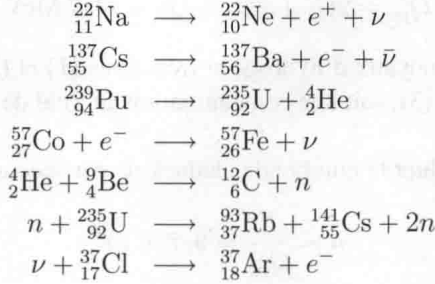 ²²₁₁Na ⟶ ²²₁₀Ne + e⁺ + ν
¹³⁷₅₅Cs ⟶ ¹³⁷₅₆Ba + e⁻ + ν̄
²³⁹₉₄Pu ⟶ ²³⁵₉₂U + ⁴₂He
⁵⁷₂₇Co + e⁻ ⟶ ⁵⁷₂₆Fe + ν
⁴₂He + ⁹₄Be ⟶ ¹²₆C + n
n + ²³⁵₉₂U ⟶ ⁹³₃₇Rb + ¹⁴¹₅₅Cs + 2n
ν + ³⁷₁₇Cl ⟶ ³⁷₁₈Ar + e⁻